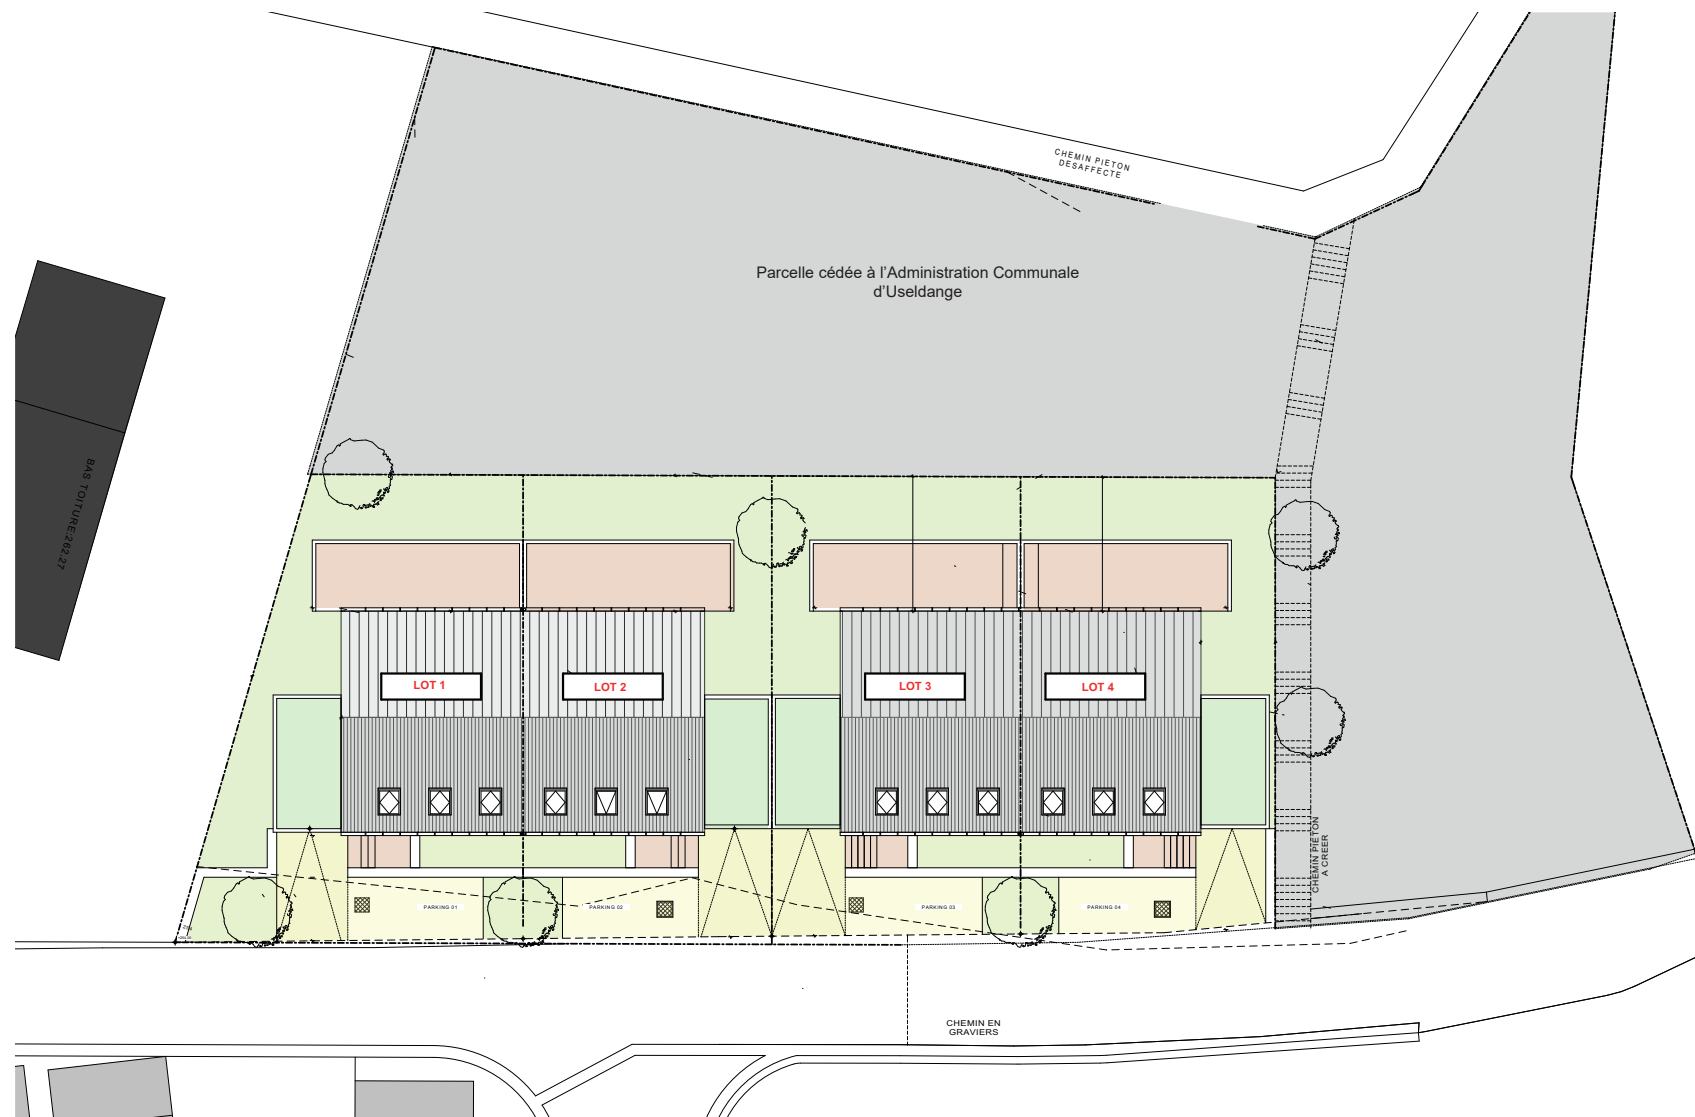 CHEMIN PIETON
DESAFFECTE
Parcelle cédée à l'Administration Communale
d'Useldange
BAS TOITURE:262.27
LOT 1
LOT 2
LOT 3
LOT 4
CHEMIN PIETON
A CREER
PARKING 01
PARKING 02
PARKING 03
PARKING 04
CHEMIN EN
GRAVIERS